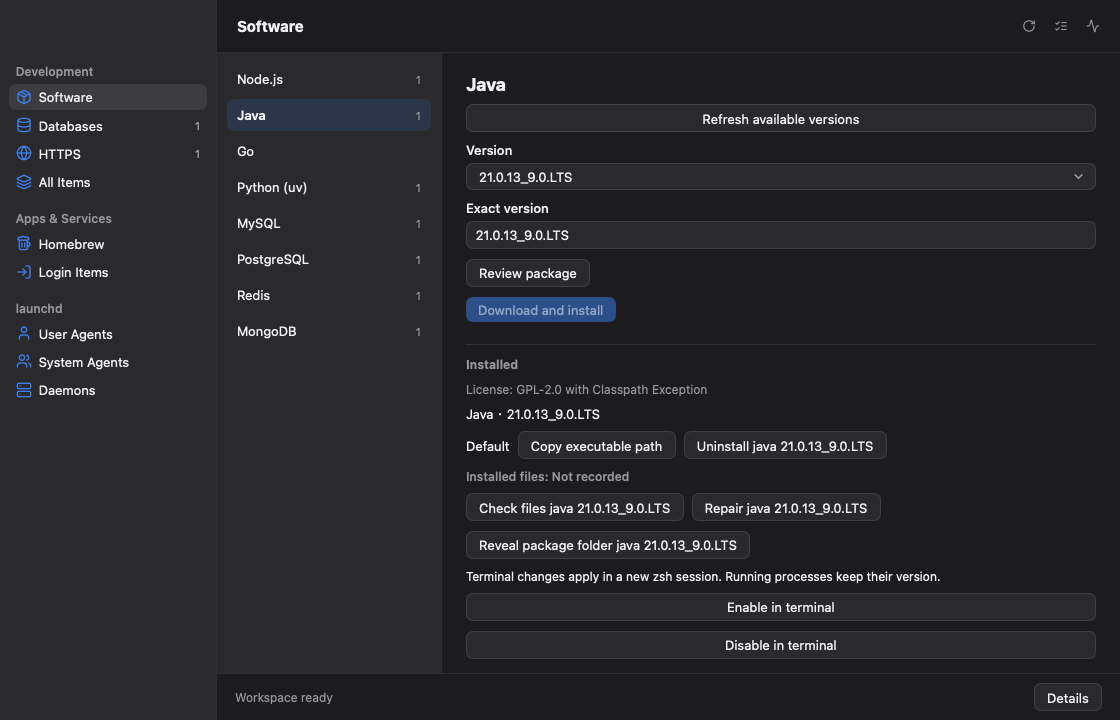 Software
Development
Software
Databases 1
HTTPS 1
All Items
Apps & Services
Homebrew
Login Items
launchd
User Agents
System Agents
Daemons
Node.js 1
Java 1
Go
Python (uv) 1
MySQL 1
PostgreSQL 1
Redis 1
MongoDB 1
Java
Refresh available versions
Version
21.0.13_9.0.LTS
Exact version
21.0.13_9.0.LTS
Review package
Download and install
Installed
License: GPL-2.0 with Classpath Exception
Java · 21.0.13_9.0.LTS
Default Copy executable path Uninstall java 21.0.13_9.0.LTS
Installed files: Not recorded
Check files java 21.0.13_9.0.LTS Repair java 21.0.13_9.0.LTS
Reveal package folder java 21.0.13_9.0.LTS
Terminal changes apply in a new zsh session. Running processes keep their version.
Enable in terminal
Disable in terminal
Workspace ready Details